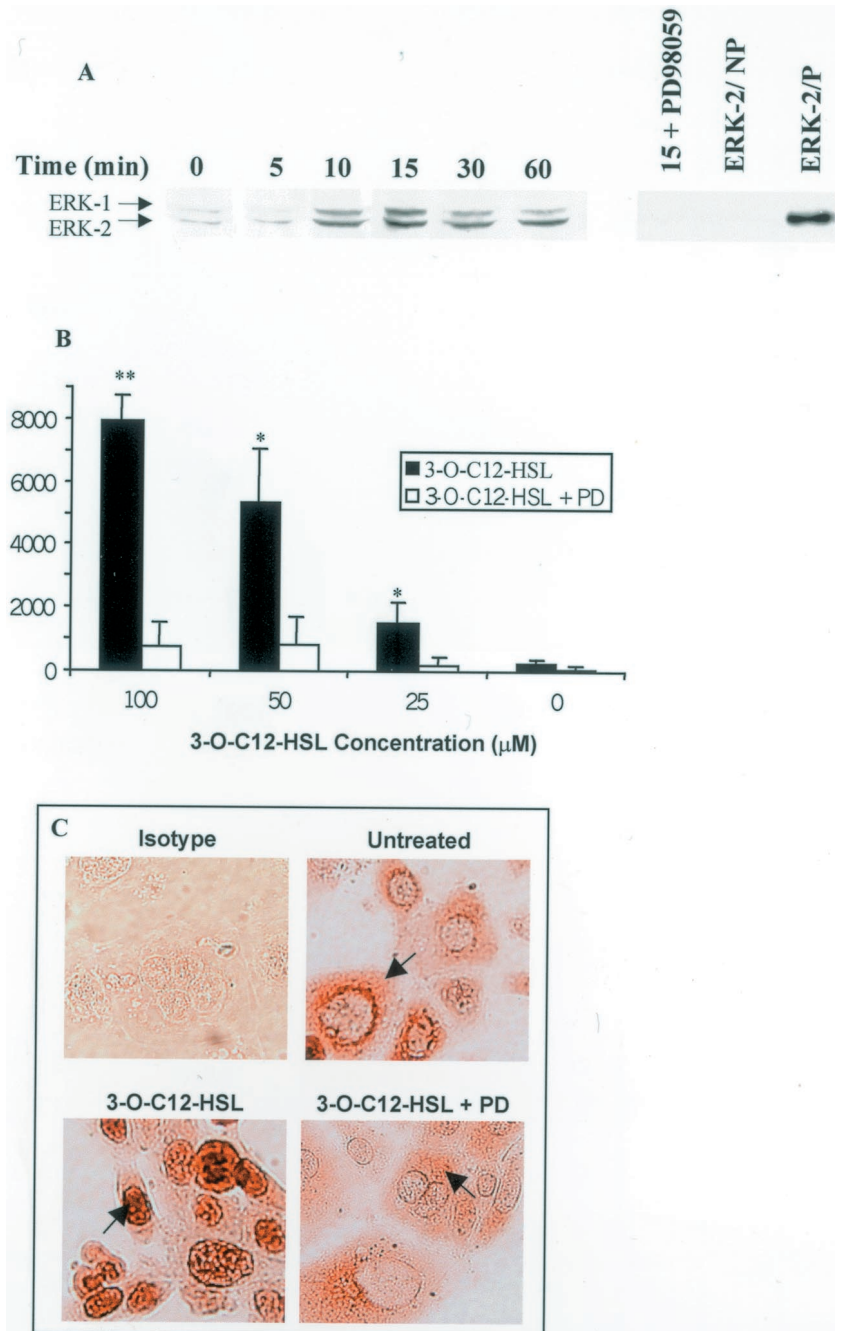 A
15 + PD98059
ERK-2/ NP
ERK-2/P
Time (min) 0 5 10 15 30 60
ERK-1
ERK-2
B
**
*
*
8000
6000
4000
2000
0
3-O-C12-HSL
3-O-C12-HSL + PD
100 50 25 0
3-O-C12-HSL Concentration (μM)
C
Isotype Untreated
3-O-C12-HSL 3-O-C12-HSL + PD